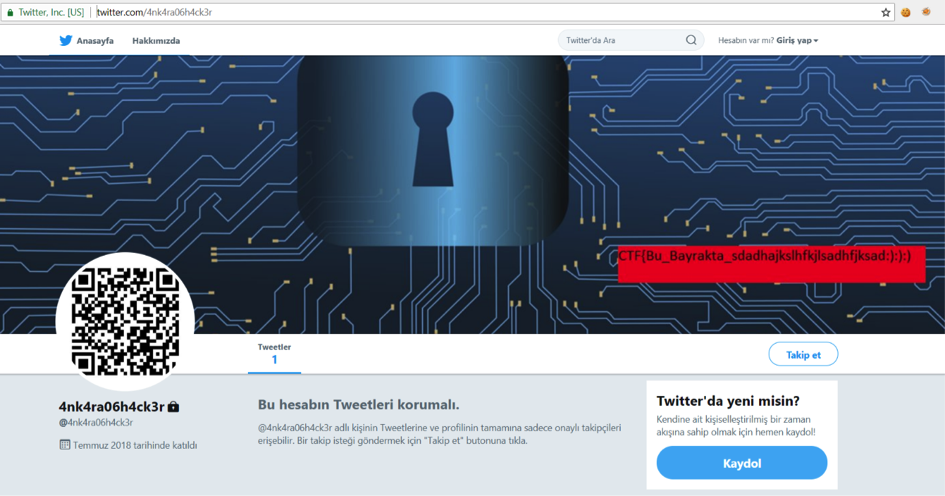 Twitter, Inc. [US] | twitter.com/4nk4ra06h4ck3r
Anasayfa Hakkımızda Twitter'da Ara Hesabın var mı? Giriş yap
CTF{Bu_Bayrakta_sdadhajkslhfkjlsadhfjksad:):):)
Tweetler
1
Takip et
4nk4ra06h4ck3r
@4nk4ra06h4ck3r
Temmuz 2018 tarihinde katıldı
Bu hesabın Tweetleri korumalı.
@4nk4ra06h4ck3r adlı kişinin Tweetlerine ve profilinin tamamına sadece onaylı takipçileri
erişebilir. Bir takip isteği göndermek için "Takip et" butonuna tıkla.
Twitter'da yeni misin?
Kendine ait kişiselleştirilmiş bir zaman
akışına sahip olmak için hemen kaydol!
Kaydol